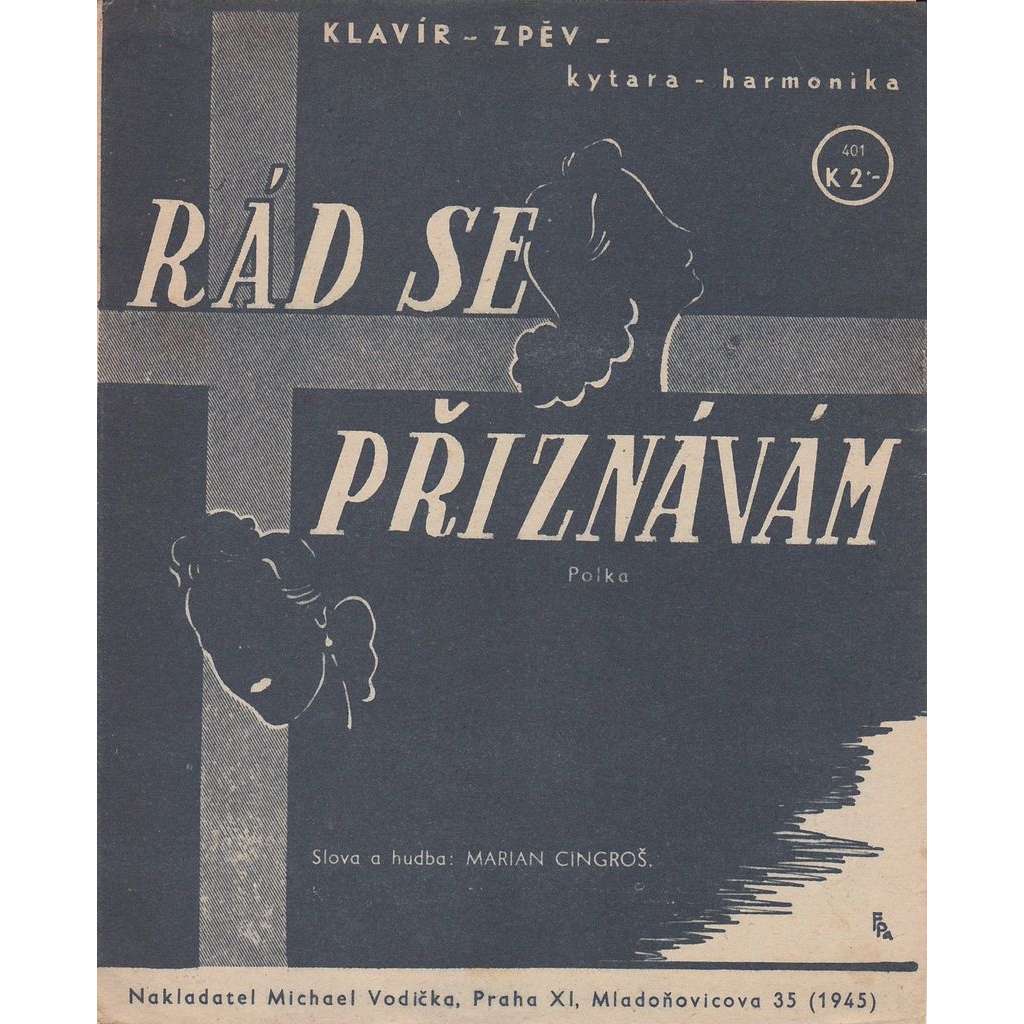 KLAVÍR - ZPĚV -
kytara - harmonika
401
K 2·-
RÁD SE
PŘIZNÁVÁM
Polka
Slova a hudba: MARIAN CINGROŠ.
FPA
Nakladatel Michael Vodička, Praha XI, Mladoňovicova 35 (1945)